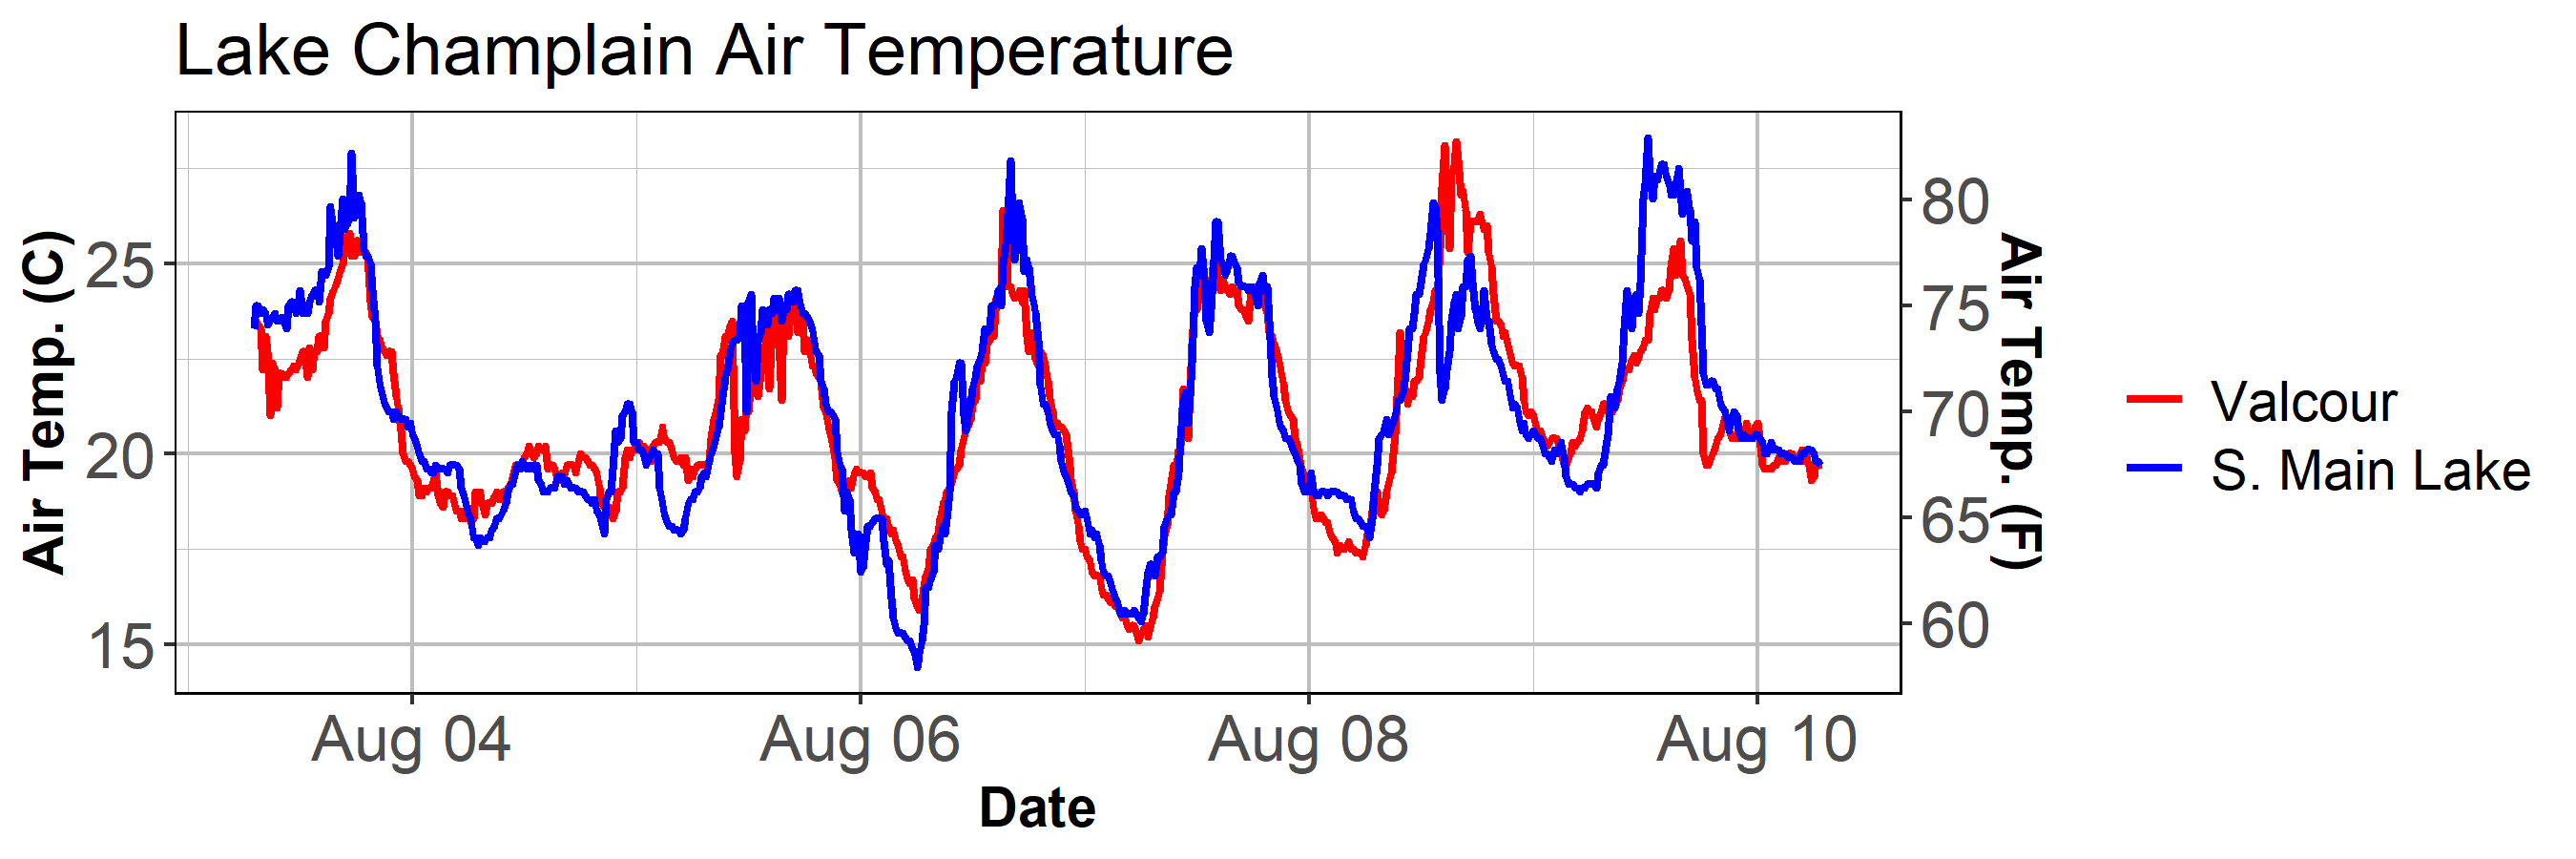 Lake Champlain Air Temperature
Air Temp. (C)
25
20
15
80
75
70
65
60
Air Temp. (F)
Aug 04
Aug 06
Aug 08
Aug 10
Date
Valcour
S. Main Lake